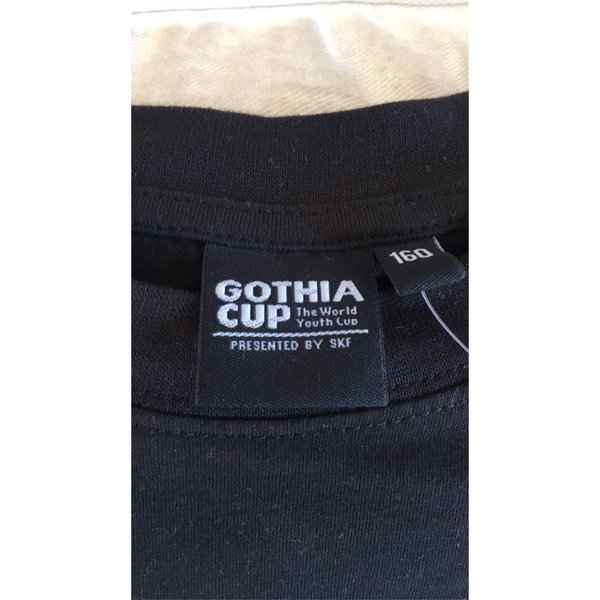 GOTHIA
CUP The World
Youth Cup
PRESENTED BY SKF
160